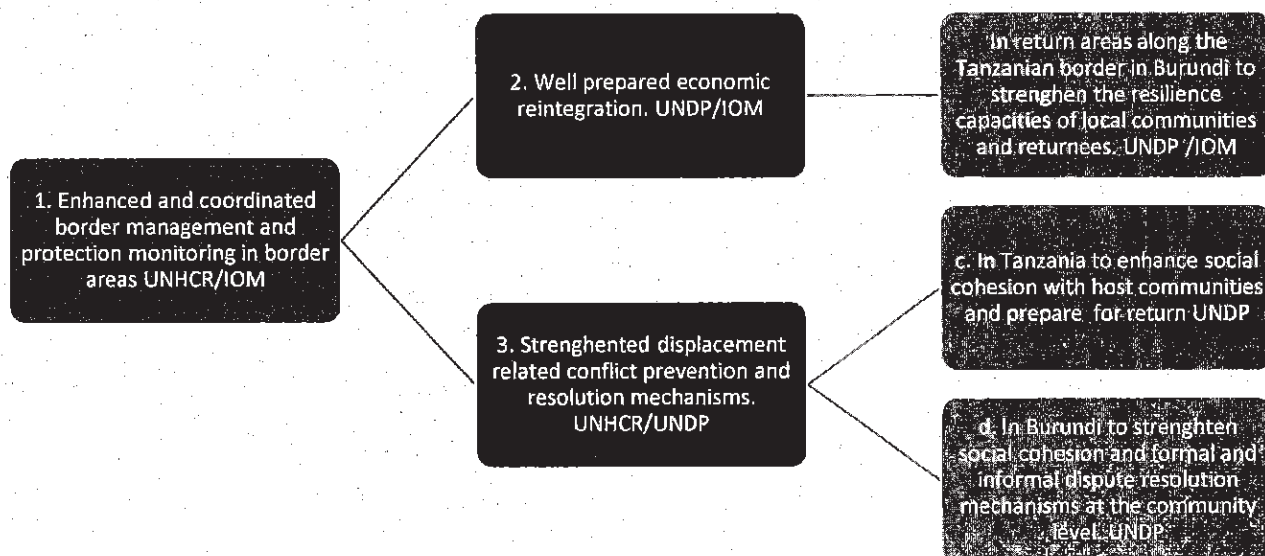 1. Enhanced and coordinated
border management and
protection monitoring in border
areas UNHCR/IOM
2. Well prepared economic
reintegration. UNDP/IOM
3. Strenghented displacement
related conflict prevention and
resolution mechanisms.
UNHCR/UNDP
In return areas along the
Tanzanian border in Burundi to
strenghen the resilience
capacities of local communities
and returnees. UNDP /IOM
c. In Tanzania to enhance social
cohesion with host communities
and prepare for return UNDP
d. In Burundi to strenghten
social cohesion and formal and
informal dispute resolution
mechanisms at the community
level. UNDP